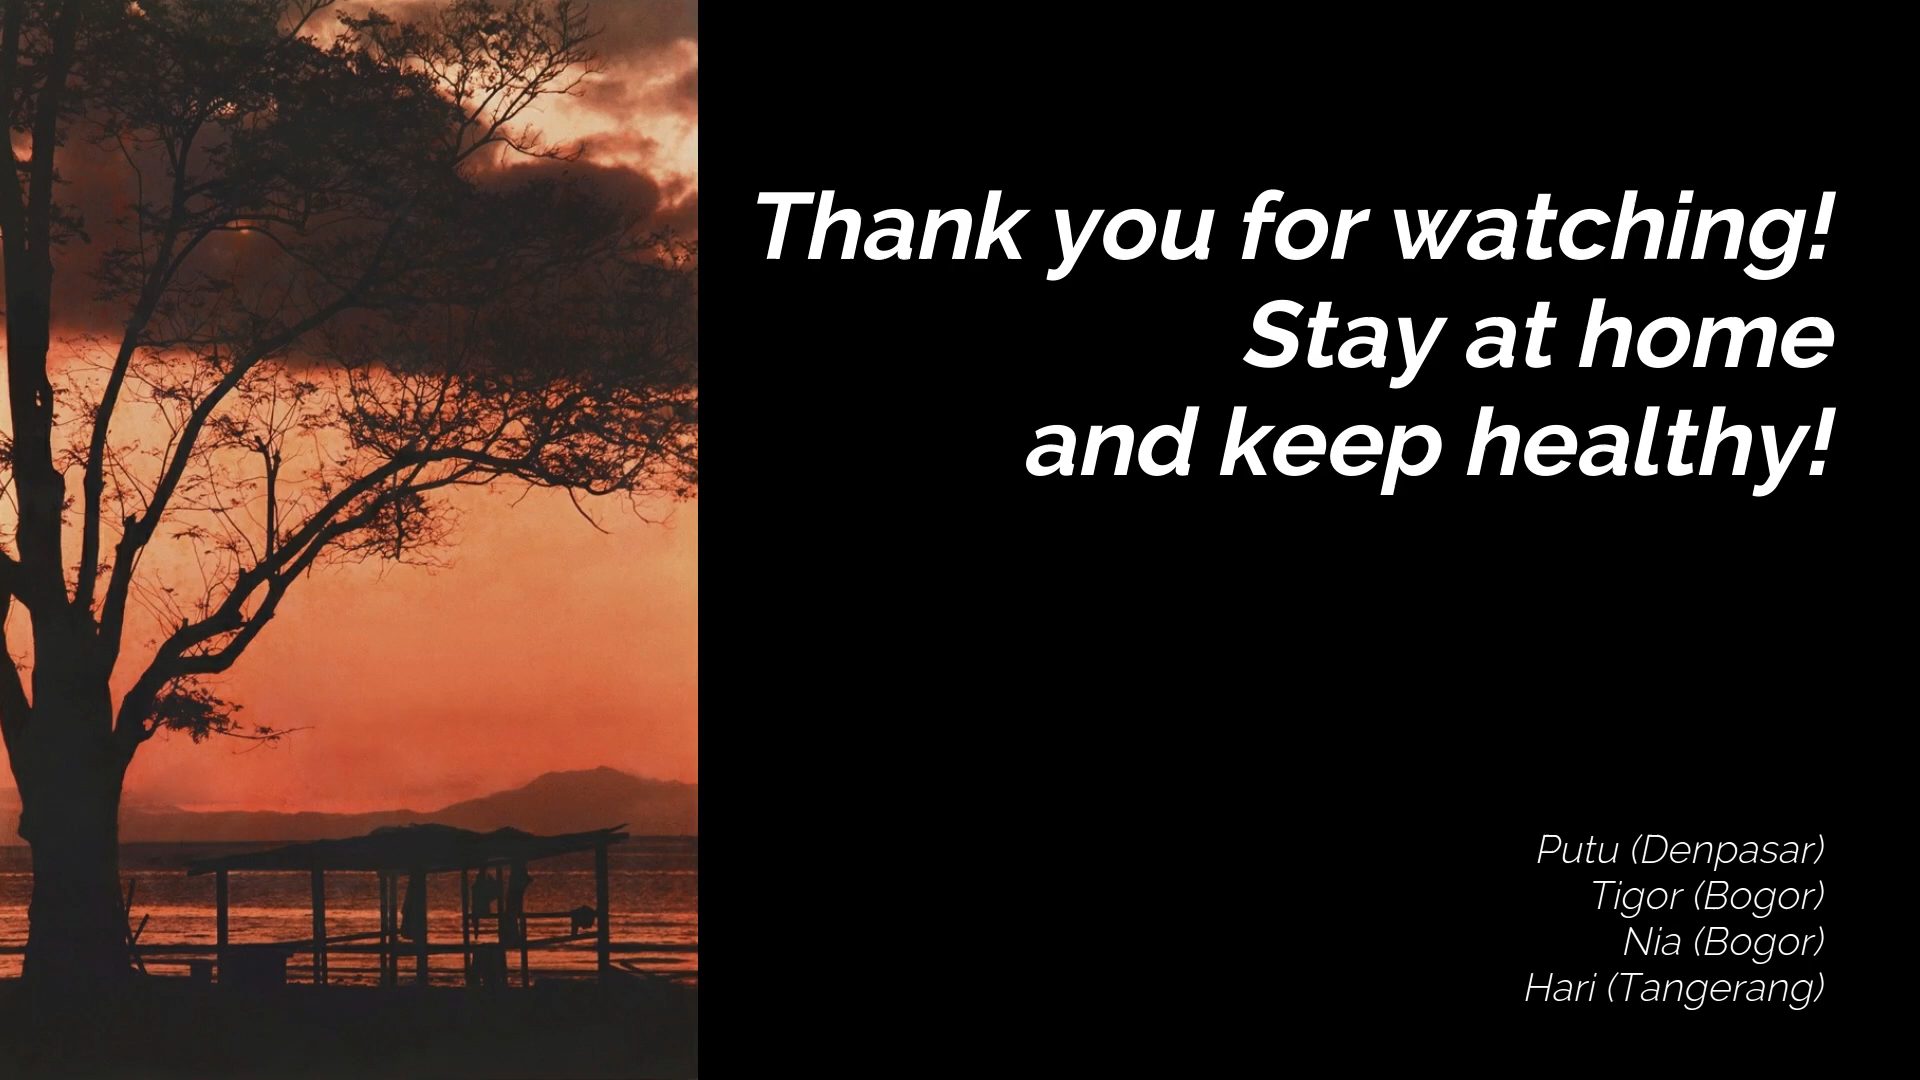 Thank you for watching!
Stay at home
and keep healthy!
Putu (Denpasar)
Tigor (Bogor)
Nia (Bogor)
Hari (Tangerang)